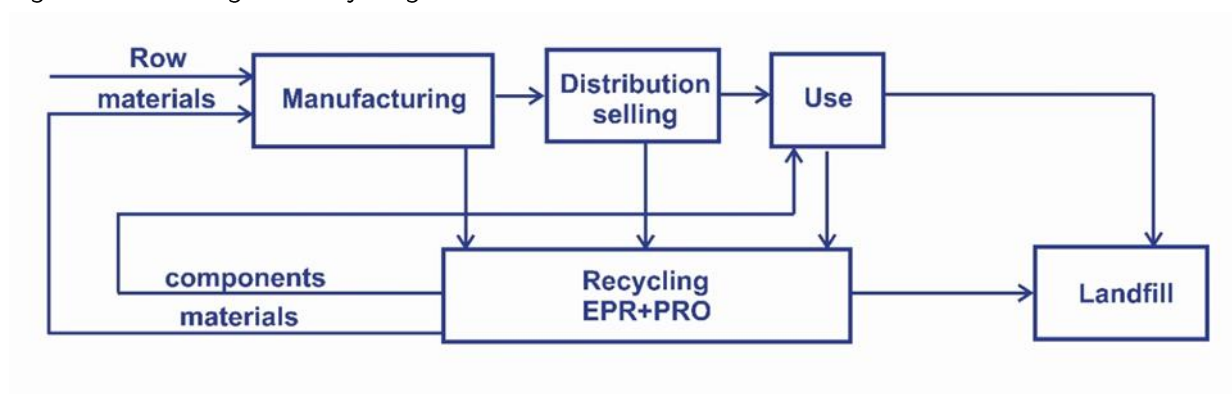 Row
materials
Manufacturing
Distribution
selling
Use
components
materials
Recycling
EPR+PRO
Landfill